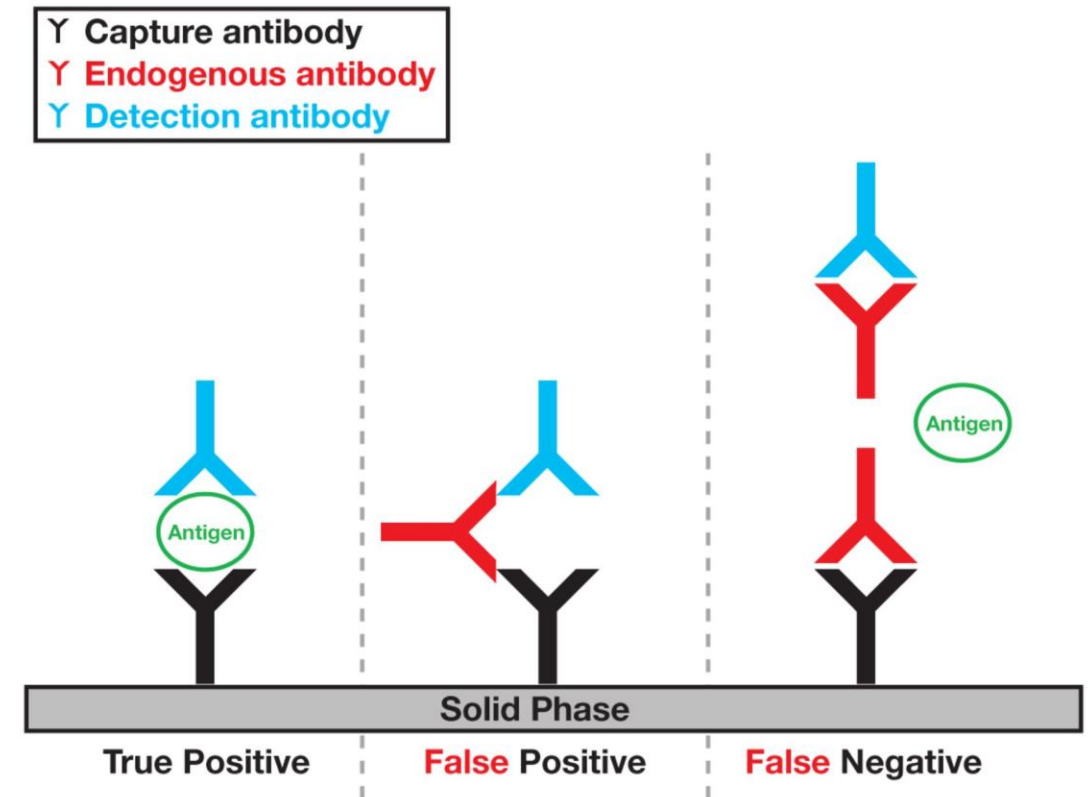 Capture antibody
Endogenous antibody
Detection antibody
Antigen
Antigen
Solid Phase
True Positive
False Positive
False Negative